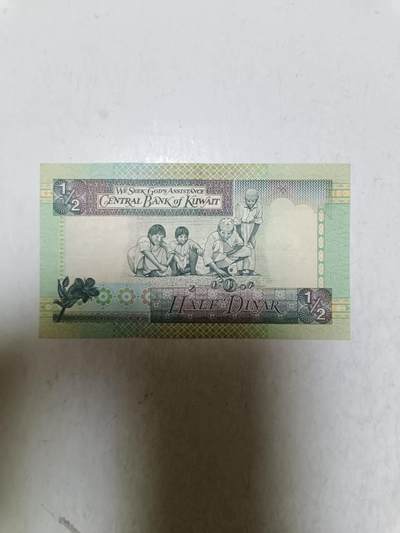 1/2
WE SEEK GOD'S ASSISTANCE
CENTRAL BANK of KUWAIT
HALF DINAR
1/2